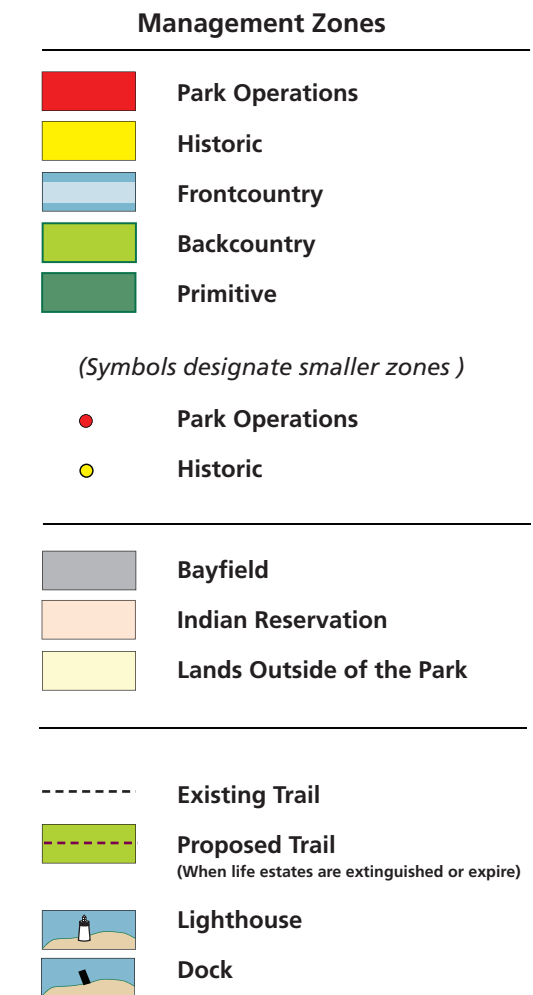 Management Zones
Park Operations
Historic
Frontcountry
Backcountry
Primitive
(Symbols designate smaller zones )
Park Operations
Historic
Bayfield
Indian Reservation
Lands Outside of the Park
Existing Trail
Proposed Trail
(When life estates are extinguished or expire)
Lighthouse
Dock